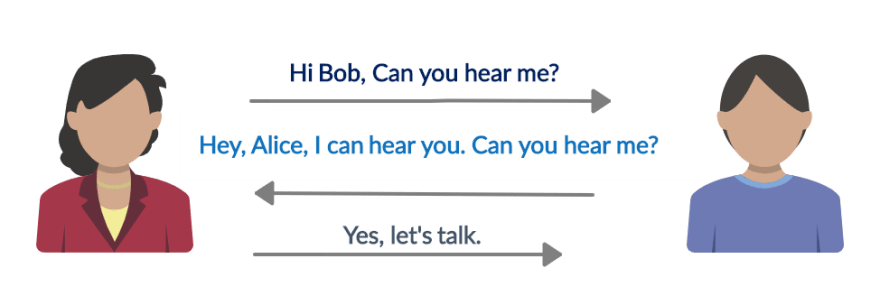 Hi Bob, Can you hear me?
Hey, Alice, I can hear you. Can you hear me?
Yes, let's talk.